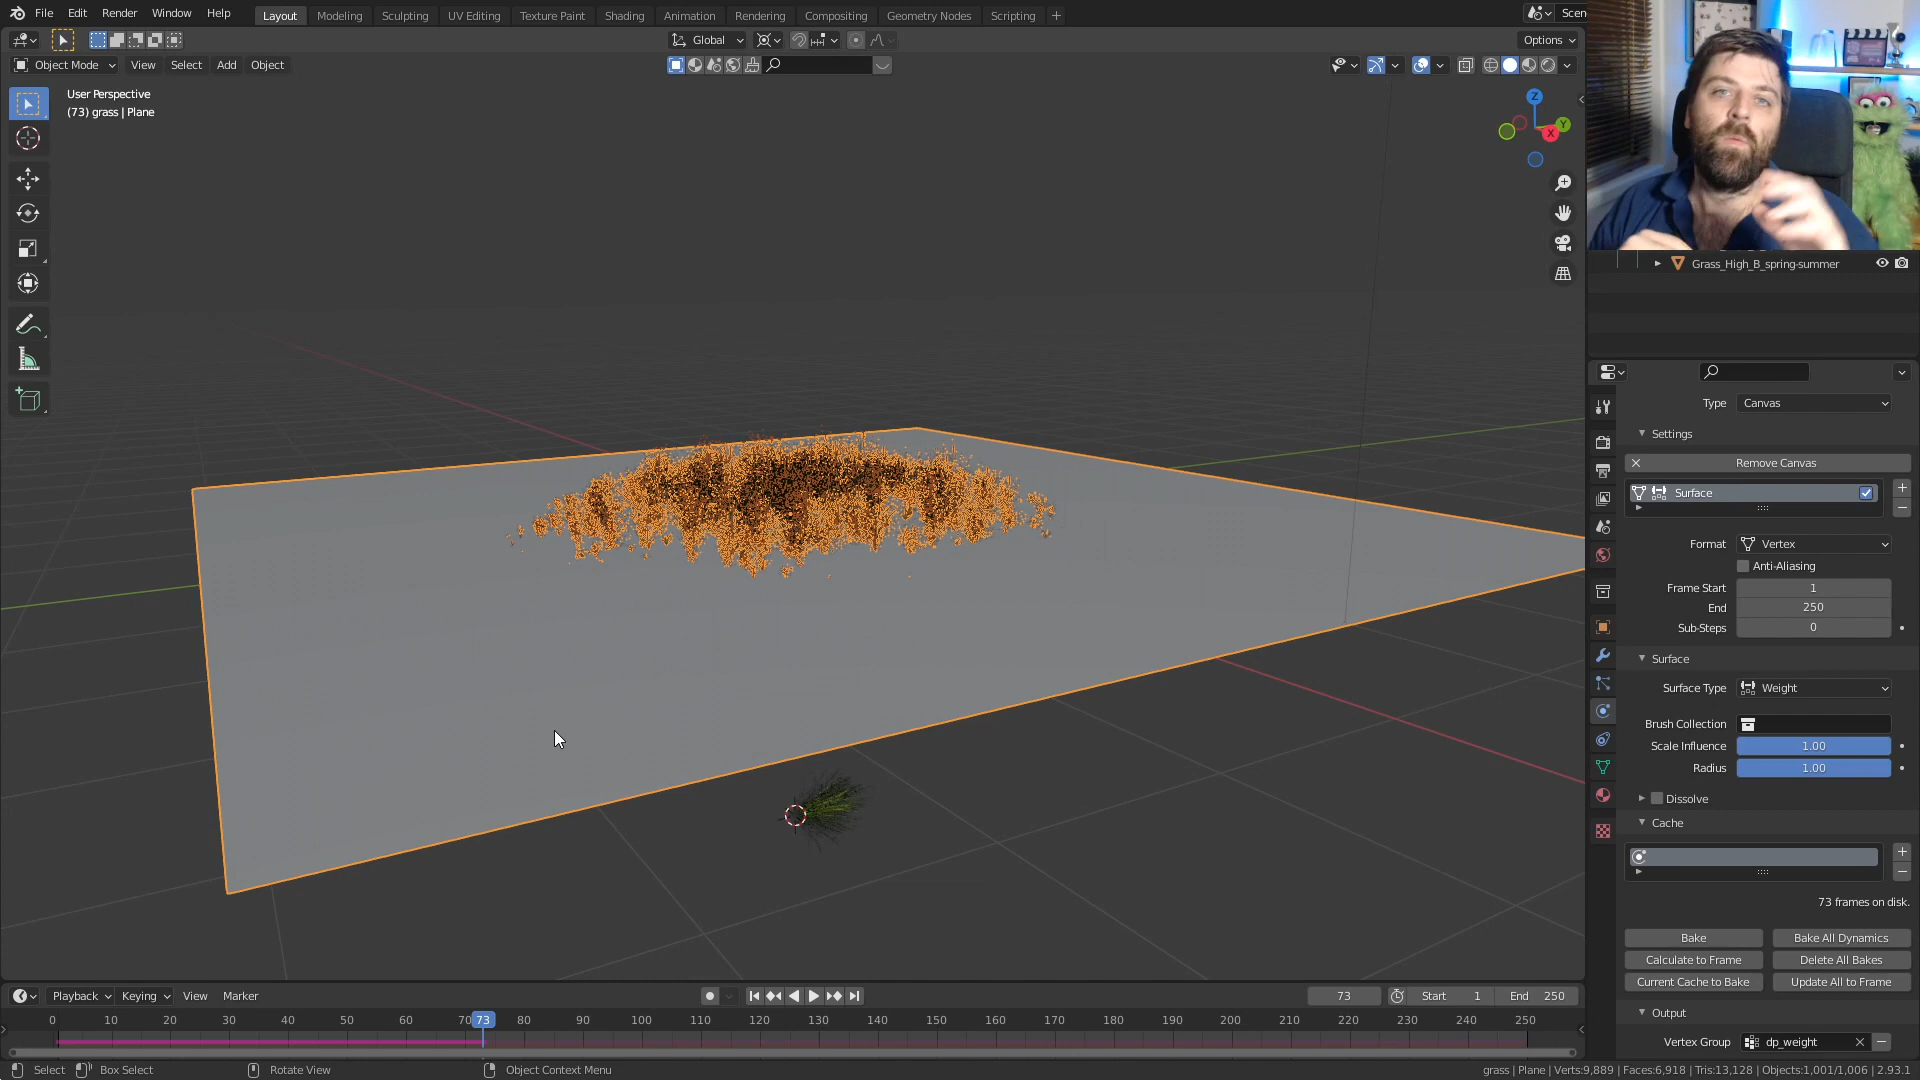 File Edit Render Window Help Layout Modeling Sculpting UV Editing Texture Paint Shading Animation Rendering Compositing Geometry Nodes Scripting + Scen
Global Options
Object Mode View Select Add Object
User Perspective
(73) grass | Plane
Z
Y
X
Grass_High_B_spring-summer
Type Canvas
Settings
Remove Canvas
Surface
Format Vertex
Anti-Aliasing
Frame Start 1
End 250
Sub-Steps 0
Surface
Surface Type Weight
Brush Collection
Scale Influence 1.00
Radius 1.00
Dissolve
Cache
73 frames on disk.
Bake Bake All Dynamics
Calculate to Frame Delete All Bakes
Current Cache to Bake Update All to Frame
Output
Vertex Group dp_weight
Playback Keying View Marker 73 Start 1 End 250
0 10 20 30 40 50 60 70 73 80 90 100 110 120 130 140 150 160 170 180 190 200 210 220 230 240 250
Select Box Select Rotate View Object Context Menu grass | Plane | Verts:9,889 | Faces:6,918 | Tris:13,128 | Objects:1,001/1,006 | 2.93.1